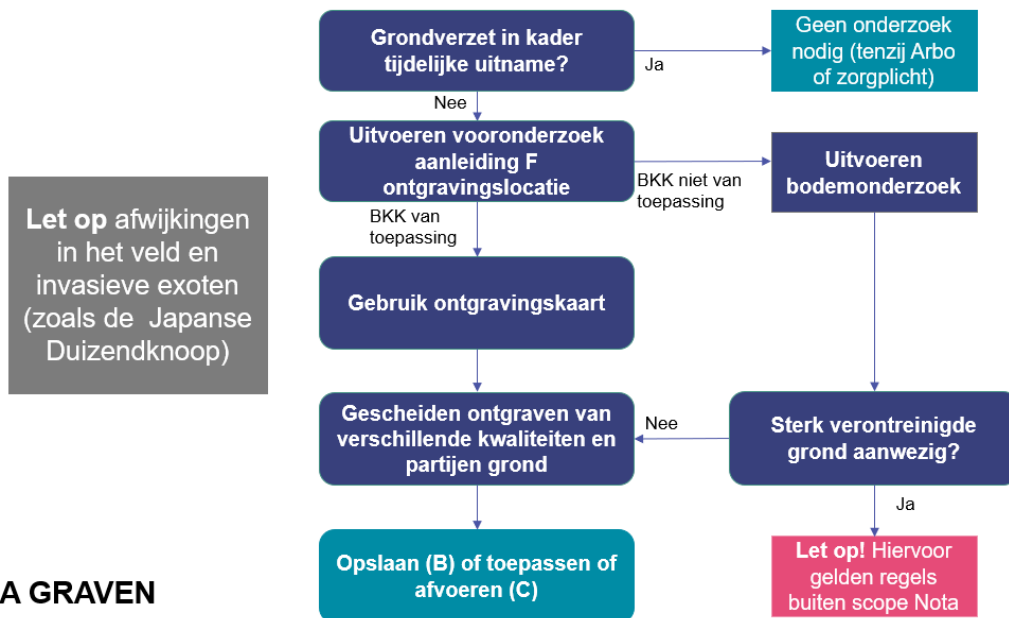 Grondverzet in kader
tijdelijke uitname?
Ja
Geen onderzoek
nodig (tenzij Arbo
of zorgplicht)
Nee
Uitvoeren vooronderzoek
aanleiding F
ontgravingslocatie
BKK niet van
toepassing
Uitvoeren
bodemonderzoek
Let op afwijkingen
in het veld en
invasieve exoten
(zoals de Japanse
Duizendknoop)
BKK van
toepassing
Gebruik ontgravingskaart
Gescheiden ontgraven van
verschillende kwaliteiten en
partijen grond
Nee
Sterk verontreinigde
grond aanwezig?
Ja
Opslaan (B) of toepassen of
afvoeren (C)
Let op! Hiervoor
gelden regels
buiten scope Nota
A GRAVEN